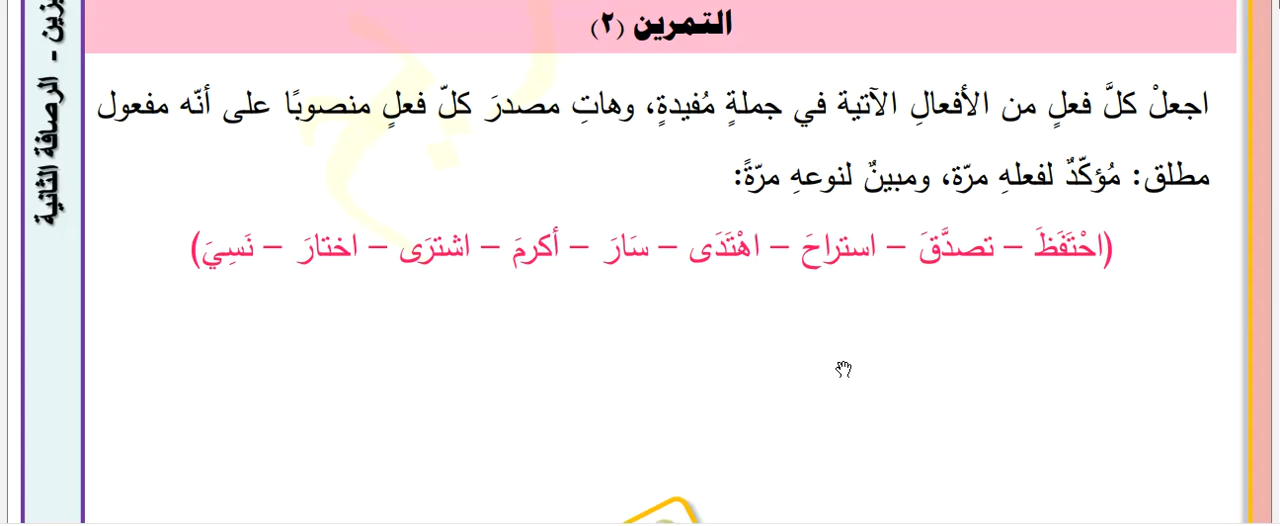 التمرين (٢)
اجعلْ كلَّ فعلٍ من الأفعالِ الآتية في جملةٍ مُفيدةٍ، وهاتِ مصدرَ كلّ فعلٍ منصوبًا على أنّه مفعول
مطلق: مُؤكّدٌ لفعلهِ مرّة، ومبينٌ لنوعهِ مرّةً:
(احْتَفَظَ – تصدَّقَ – استراحَ – اهْتَدَى – سَارَ – أكرمَ – اشترَى – اختارَ – نَسِيَ)
يزين - الرصافة الثانية